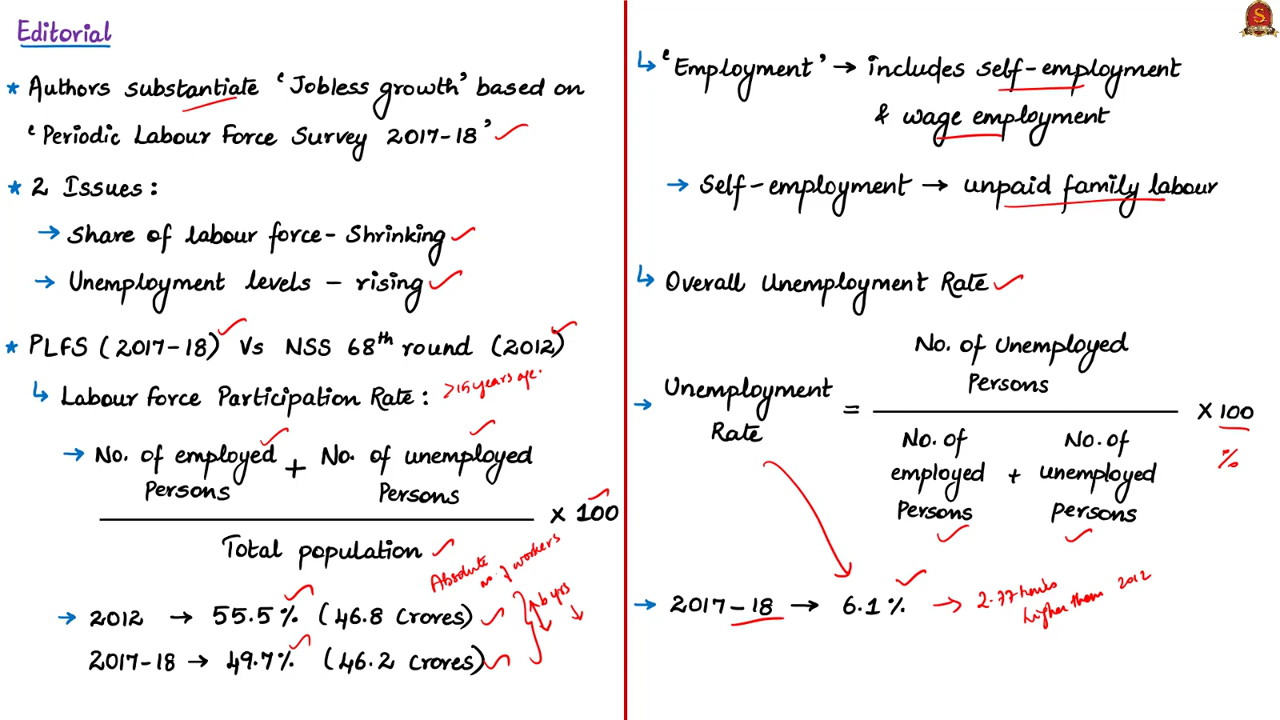 Editorial
* Authors substantiate 'Jobless growth' based on
'Periodic Labour Force Survey 2017-18'
* 2 Issues:
→ Share of labour force - Shrinking
→ Unemployment levels - rising
* PLFS (2017-18) Vs NSS 68th round (2012)
↳ Labour force Participation Rate: >15 years age.
→ No. of employed Persons + No. of unemployed Persons
× 100
Total population
Absolute no. of workers
→ 2012 → 55.5% (46.8 Crores)
6 yrs ↓
2017-18 → 49.7% (46.2 Crores)
↳ 'Employment' → includes self-employment
& wage employment
→ Self-employment → unpaid family labour
↳ Overall Unemployment Rate
No. of Unemployed
Persons
→ Unemployment Rate = × 100
%
No. of employed Persons + No. of unemployed persons
→ 2017-18 → 6.1% → 2.77 higher than 2012